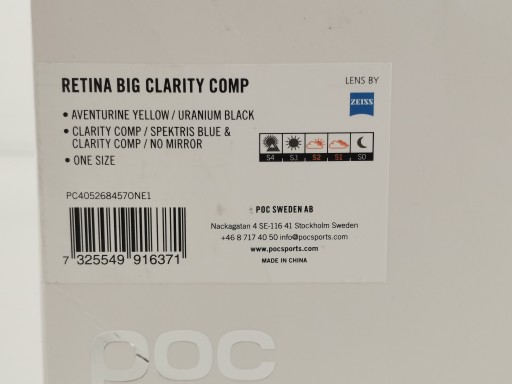 RETINA BIG CLARITY COMP
• AVENTURINE YELLOW / URANIUM BLACK
• CLARITY COMP / SPEKTRIS BLUE &
CLARITY COMP / NO MIRROR
• ONE SIZE
LENS BY
ZEISS
S4 S3 S2 S1 S0
PC405268457ONE1
7 325549 916371
POC SWEDEN AB
Nackagatan 4 SE-116 41 Stockholm Sweden
+46 8 717 40 50 info@pocsports.com
www.pocsports.com
MADE IN CHINA
POC